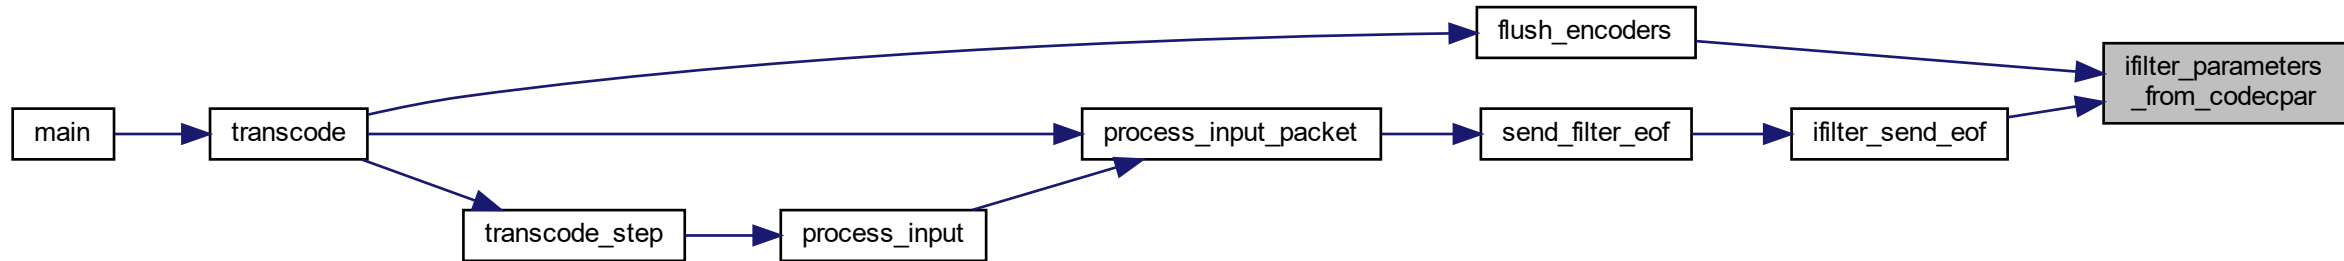 flush_encoders
ifilter_parameters
_from_codecpar
main
transcode
process_input_packet
send_filter_eof
ifilter_send_eof
transcode_step
process_input